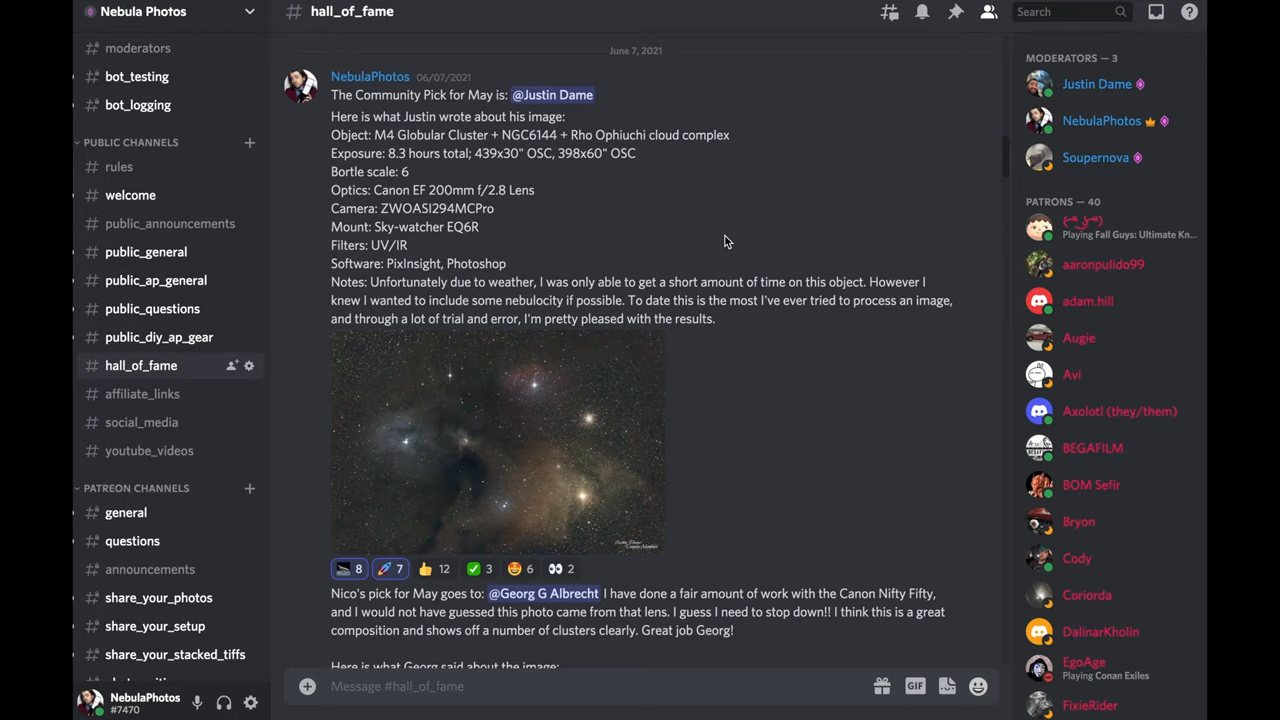 Nebula Photos
hall_of_fame
Search
moderators
bot_testing
bot_logging
PUBLIC CHANNELS
rules
welcome
public_announcements
public_general
public_ap_general
public_questions
public_diy_ap_gear
hall_of_fame
affiliate_links
social_media
youtube_videos
PATREON CHANNELS
general
questions
announcements
share_your_photos
share_your_setup
share_your_stacked_tiffs
NebulaPhotos
#7470
June 7, 2021
NebulaPhotos 06/07/2021
The Community Pick for May is: @Justin Dame
Here is what Justin wrote about his image:
Object: M4 Globular Cluster + NGC6144 + Rho Ophiuchi cloud complex
Exposure: 8.3 hours total; 439x30" OSC, 398x60" OSC
Bortle scale: 6
Optics: Canon EF 200mm f/2.8 Lens
Camera: ZWOASI294MCPro
Mount: Sky-watcher EQ6R
Filters: UV/IR
Software: PixInsight, Photoshop
Notes: Unfortunately due to weather, I was only able to get a short amount of time on this object. However I
knew I wanted to include some nebulocity if possible. To date this is the most I've ever tried to process an image,
and through a lot of trial and error, I'm pretty pleased with the results.
8 7 12 3 6 2
Nico's pick for May goes to: @Georg G Albrecht I have done a fair amount of work with the Canon Nifty Fifty,
and I would not have guessed this photo came from that lens. I guess I need to stop down!! I think this is a great
composition and shows off a number of clusters clearly. Great job Georg!
Here is what Georg said about the image:
Message #hall_of_fame
GIF
MODERATORS — 3
Justin Dame
NebulaPhotos
Soupernova
PATRONS — 40
Playing Fall Guys: Ultimate Kn...
aaronpulido99
adam.hill
Augie
Avi
Axolotl (they/them)
BEGAFILM
BOM Sefir
Bryon
Cody
Coriorda
DalinarKholin
EgoAge
Playing Conan Exiles
FixieRider